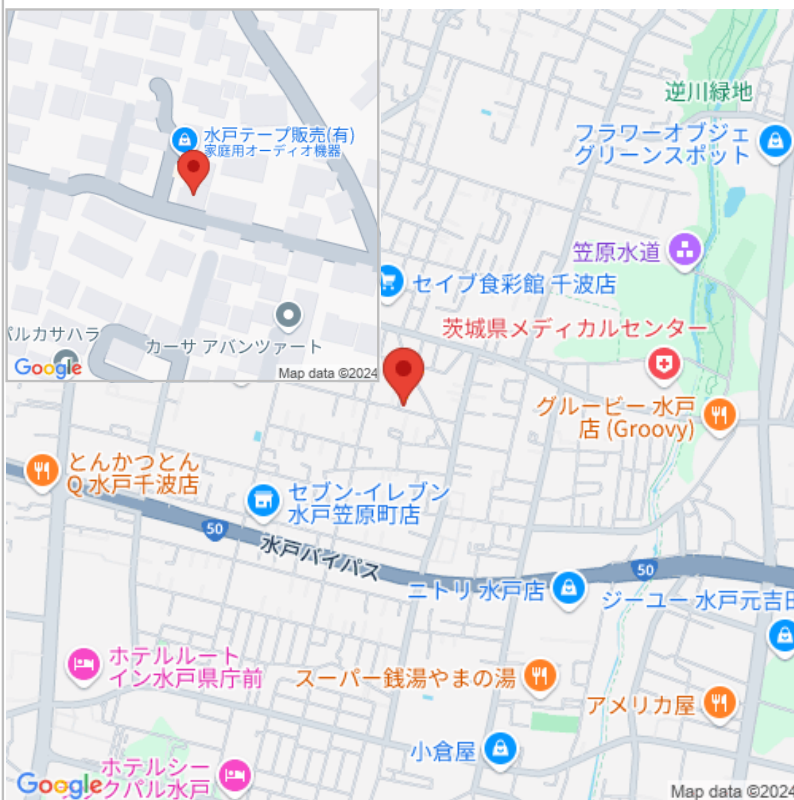 水戸テープ販売(有)
家庭用オーディオ機器
パルカサハラ
カーサ アバンツァート
Google
Map data ©2024
逆川緑地
フラワーオブジェ
グリーンスポット
笠原水道
セイブ食彩館 千波店
茨城県メディカルセンター
グルービー 水戸
店 (Groovy)
とんかつとん
Q 水戸千波店
セブン-イレブン
水戸笠原町店
50
水戸バイパス
50
ニトリ 水戸店
ジーユー 水戸元吉田
ホテルルート
イン水戸県庁前
スーパー銭湯やまの湯
アメリカ屋
小倉屋
ホテルシー
クパル水戸
Google
Map data ©2024